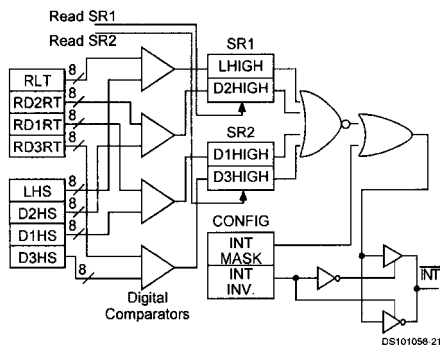 Read SR1
Read SR2
SR1
RLT
8
LHIGH
RD2RT
8
D2HIGH
RD1RT
8
RD3RT
8
SR2
D1HIGH
LHS
8
D3HIGH
D2HS
8
D1HS
8
CONFIG
D3HS
8
INT
MASK
INT
INV.
INT
Digital
Comparators
DS101058-21